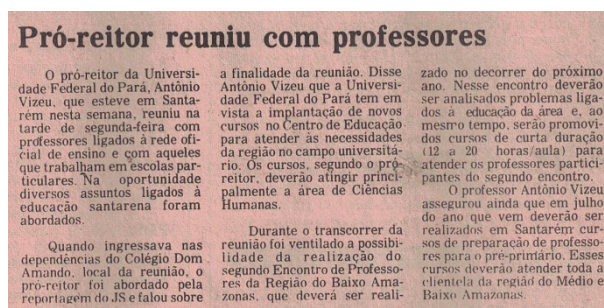 Pró-reitor reuniu com professores
O pró-reitor da Universi-
dade Federal do Pará, Antônio
Vizeu, que esteve em Santa-
rém nesta semana, reuniu na
tarde de segunda-feira com
professores ligados à rede ofi-
cial de ensino e com aqueles
que trabalham em escolas par-
ticulares. Na oportunidade
diversos assuntos ligados à
educação santarena foram
abordados.
Quando ingressava nas
dependências do Colégio Dom
Amando, local da reunião, o
pró-reitor foi abordado pela
reportagem do JS e falou sobre
a finalidade da reunião. Disse
Antônio Vizeu que a Universi-
dade Federal do Pará tem em
vista a implantação de novos
cursos no Centro de Educação
para atender às necessidades
da região no campo universitá-
rio. Os cursos, segundo o pró-
reitor, deverão atingir princi-
palmente a área de Ciências
Humanas.
Durante o transcorrer da
reunião foi ventilado a possibi-
lidade da realização do
segundo Encontro de Professo-
res da Região do Baixo Ama-
zonas, que deverá ser reali-
zado no decorrer do próximo
ano. Nesse encontro deverão
ser analisados problemas liga-
dos à educação da área e, ao
mesmo tempo, serão promovi-
dos cursos de curta duração
(12 a 20 horas/aula) para
atender os professores partici-
pantes do segundo encontro.
O professor Antônio Vizeu
assegurou ainda que em julho
do ano que vem deverão ser
realizados em Santarém cur-
sos de preparação de professo-
res para o pré-primário. Esses
cursos deverão atender toda a
clientela da região do Médio e
Baixo Amazonas.